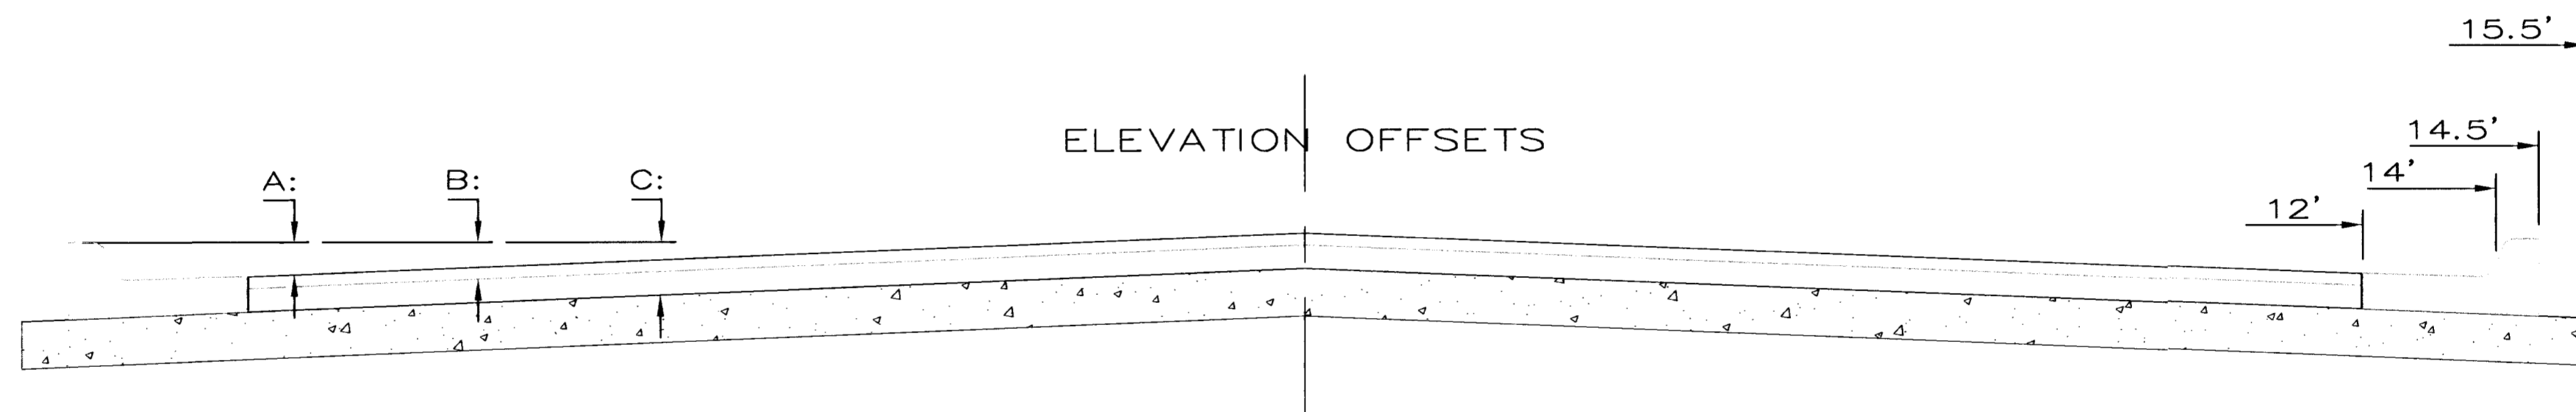 15.5'
ELEVATION OFFSETS
14.5'
14'
A: B: C:
12'